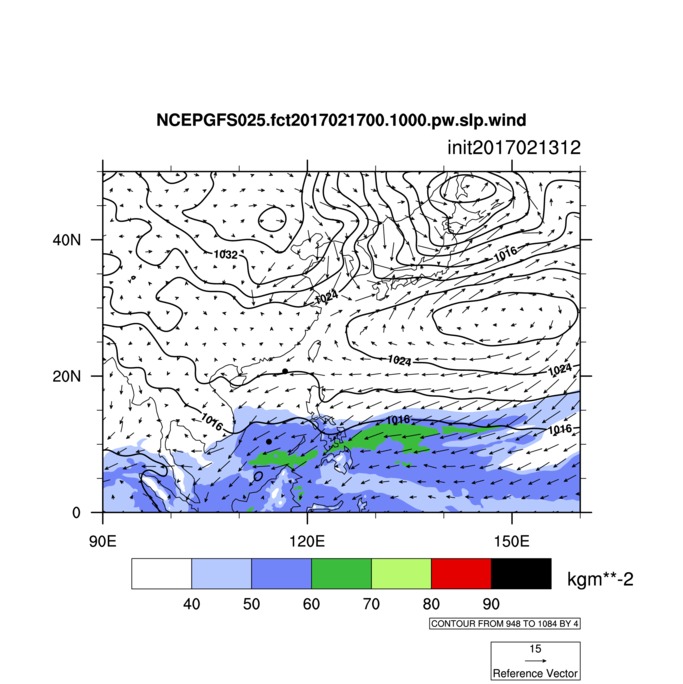 NCEPGFS025.fct2017021700.1000.pw.slp.wind
init2017021312
40N
20N
0
90E 120E 150E
1032
1016
1024
1024
1024
1016
1016
1016
40 50 60 70 80 90
kgm**-2
CONTOUR FROM 948 TO 1084 BY 4
15
Reference Vector